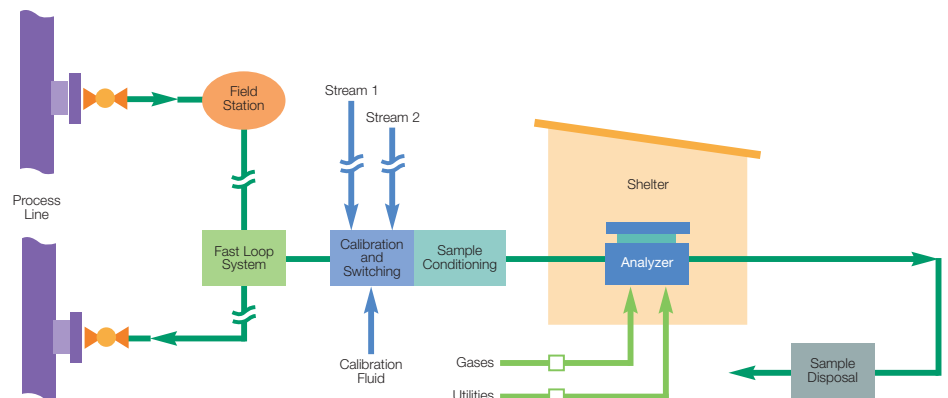 Stream 1
Field
Station
Stream 2
Shelter
Process
Line
Fast Loop
System
Calibration
and
Switching
Sample
Conditioning
Analyzer
Calibration
Fluid
Gases
Utilities
Sample
Disposal